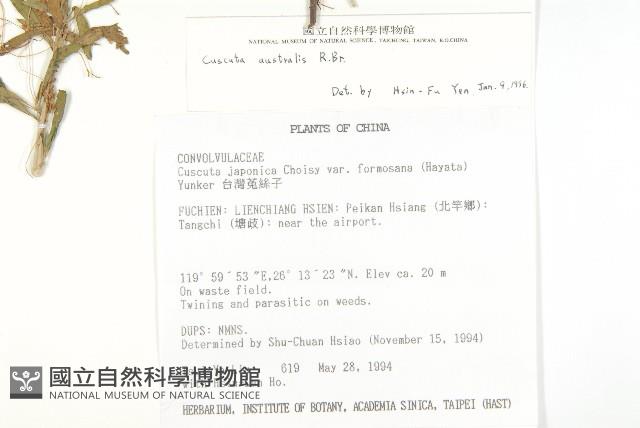 國立自然科學博物館
NATIONAL MUSEUM OF NATURAL SCIENCE, TAICHUNG, TAIWAN, R.O.CHINA
Cuscuta australis R.Br.
Det. by Hsin-Fu Yen Jan. 9, 1996.
PLANTS OF CHINA
CONVOLVULACEAE
Cuscuta japonica Choisy var. formosana (Hayata)
Yunker 台灣菟絲子
FUCHIEN: LIENCHIANG HSIEN: Peikan Hsiang (北竿鄉):
Tangchi (塘歧): near the airport.
119° 59´53 ″E,26° 13´23 ″N. Elev ca. 20 m
On waste field.
Twining and parasitic on weeds.
DUPS: NMNS.
Determined by Shu-Chuan Hsiao (November 15, 1994)
619 May 28, 1994
Ho.
國立自然科學博物館
NATIONAL MUSEUM OF NATURAL SCIENCE
HERBARIUM, INSTITUTE OF BOTANY, ACADEMIA SINICA, TAIPEI (HAST)